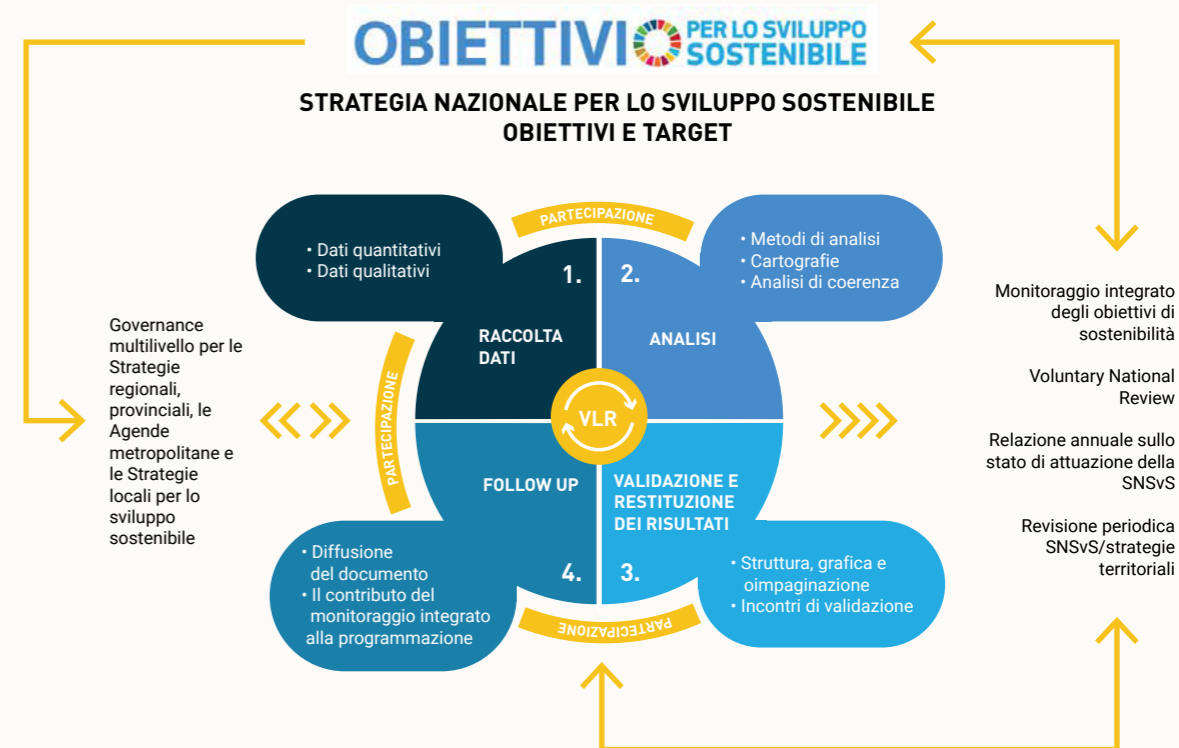 OBIETTIVI PER LO SVILUPPO
SOSTENIBILE
STRATEGIA NAZIONALE PER LO SVILUPPO SOSTENIBILE
OBIETTIVI E TARGET
PARTECIPAZIONE
• Dati quantitativi
• Dati qualitativi
1.
RACCOLTA
DATI
2.
ANALISI
• Metodi di analisi
• Cartografie
• Analisi di coerenza
Governance
multilivello per le
Strategie
regionali,
provinciali, le
Agende
metropolitane e
le Strategie
locali per lo
sviluppo
sostenibile
PARTECIPAZIONE
VLR
FOLLOW UP
4.
• Diffusione
del documento
• Il contributo del
monitoraggio integrato
alla programmazione
VALIDAZIONE E
RESTITUZIONE
DEI RISULTATI
3.
• Struttura, grafica e
oimpaginazione
• Incontri di validazione
PARTECIPAZIONE
Monitoraggio integrato
degli obiettivi di
sostenibilità
Voluntary National
Review
Relazione annuale sullo
stato di attuazione della
SNSvS
Revisione periodica
SNSvS/strategie
territoriali